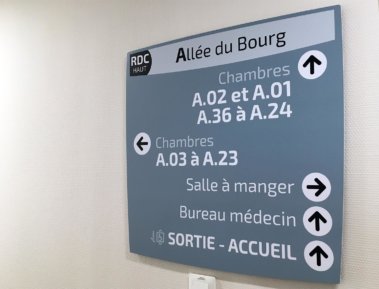 RDC
HAUT
Allée du Bourg
Chambres
A.02 et A.01
A.36 à A.24
Chambres
A.03 à A.23
Salle à manger
Bureau médecin
SORTIE - ACCUEIL